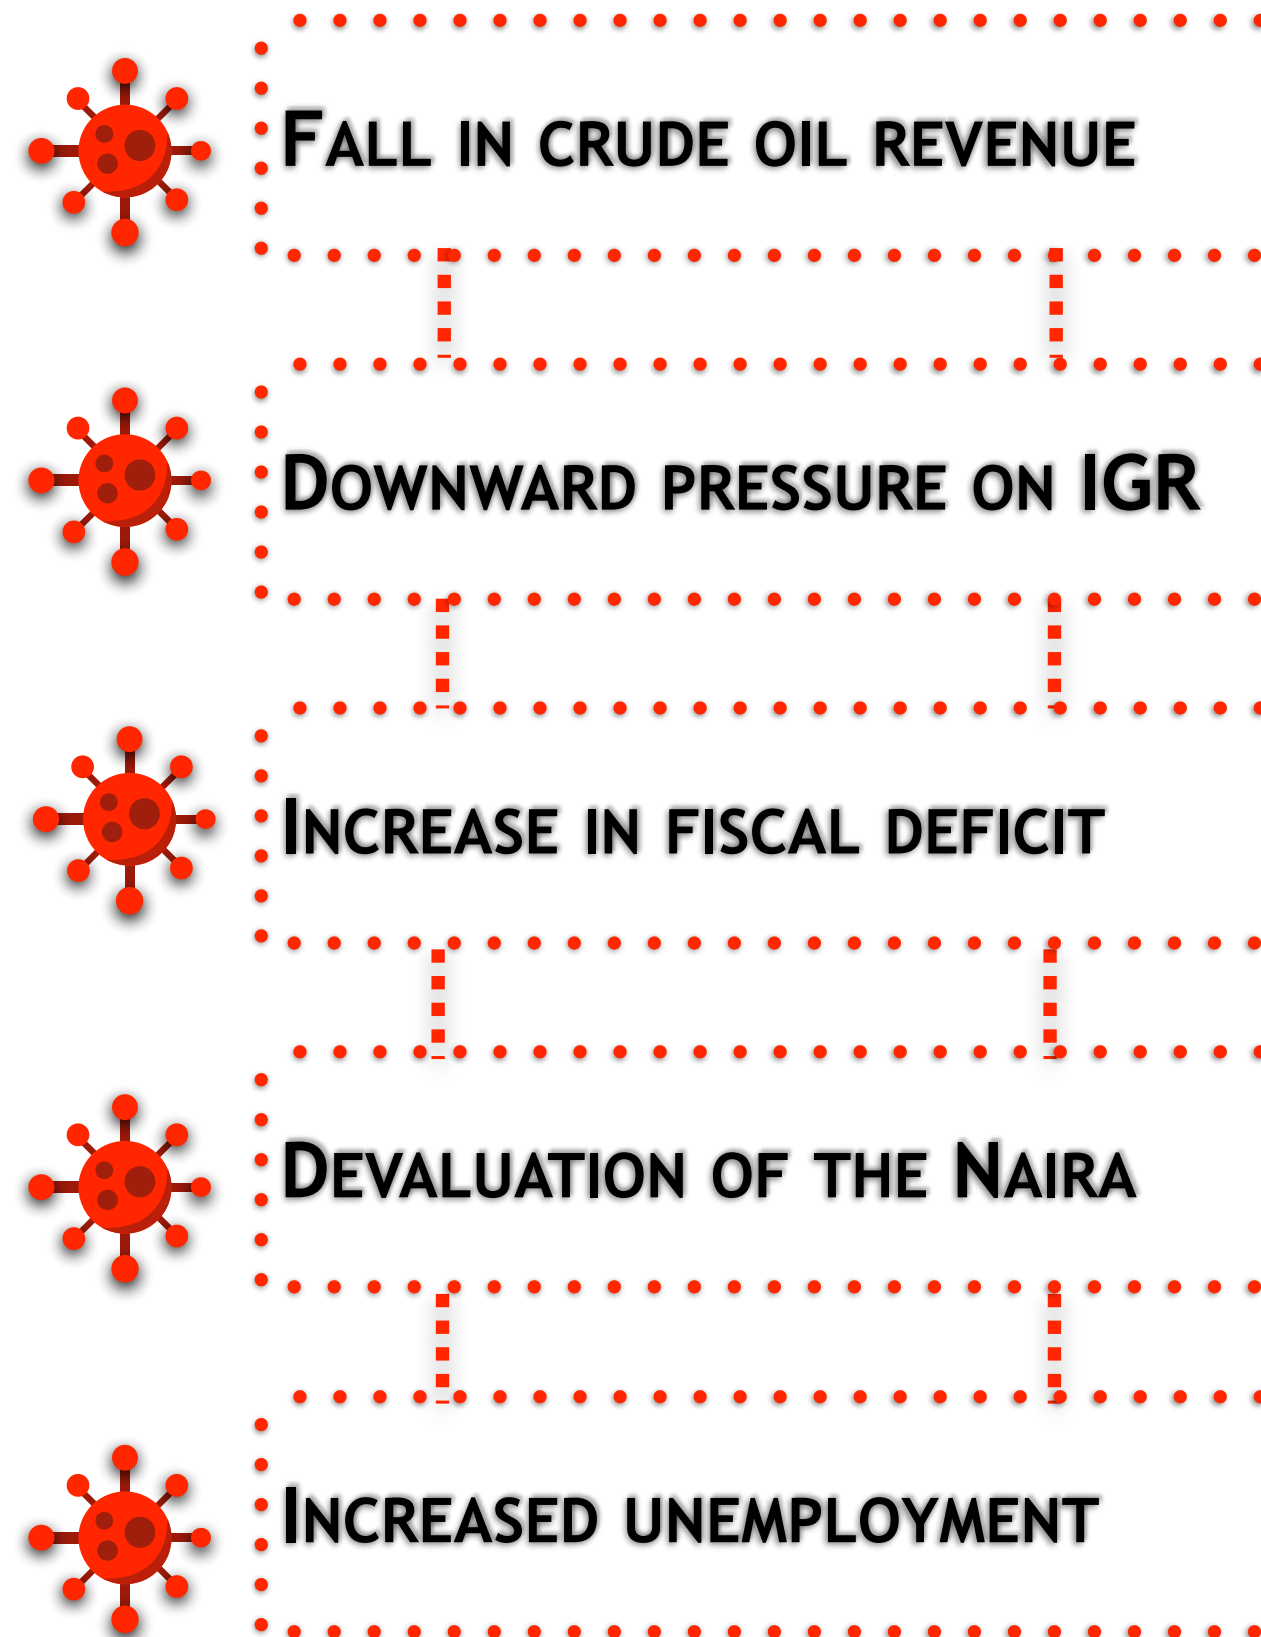 Fall in crude oil revenue
Downward pressure on IGR
Increase in fiscal deficit
Devaluation of the Naira
Increased unemployment